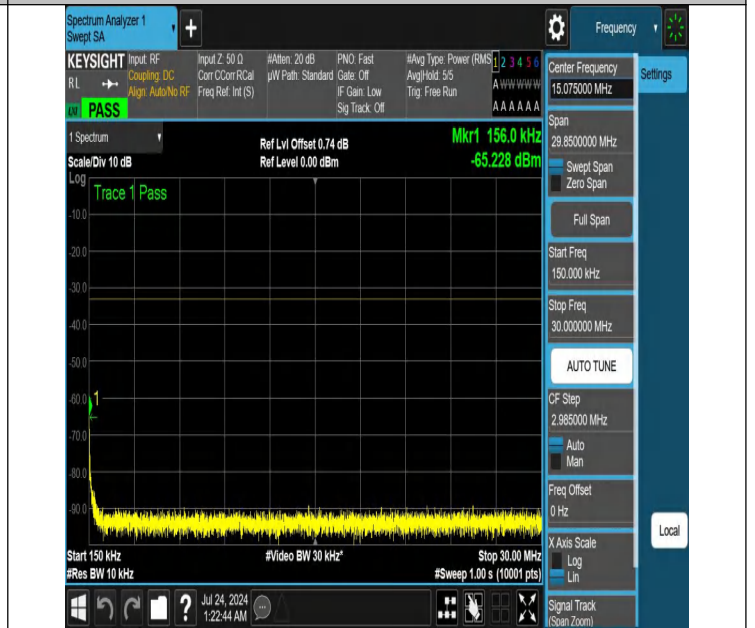 Spectrum Analyzer 1
Swept SA
+
Frequency
KEYSIGHT
RL
PASS
Input: RF
Coupling: DC
Align: Auto/No RF
Input Z: 50 Ω
Corr CCorr RCal
Freq Ref: Int (S)
#Atten: 20 dB
µW Path: Standard
PNO: Fast
Gate: Off
IF Gain: Low
Sig Track: Off
#Avg Type: Power (RMS
Avg|Hold: 5/5
Trig: Free Run
1 2 3 4 5 6
A W W W W W
A A A A A A
1 Spectrum
Scale/Div 10 dB
Ref Lvl Offset 0.74 dB
Ref Level 0.00 dBm
Mkr1 156.0 kHz
-65.228 dBm
Log
Trace 1 Pass
-10.0
-20.0
-30.0
-40.0
-50.0
-60.0
1
-70.0
-80.0
-90.0
Start 150 kHz
#Video BW 30 kHz*
Stop 30.00 MHz
#Res BW 10 kHz
#Sweep 1.00 s (10001 pts)
Jul 24, 2024
1:22:44 AM
?
Center Frequency
15.075000 MHz
Settings
Span
29.8500000 MHz
Swept Span
Zero Span
Full Span
Start Freq
150.000 kHz
Stop Freq
30.000000 MHz
AUTO TUNE
CF Step
2.985000 MHz
Auto
Man
Freq Offset
0 Hz
X Axis Scale
Log
Lin
Local
Signal Track
(Span Zoom)